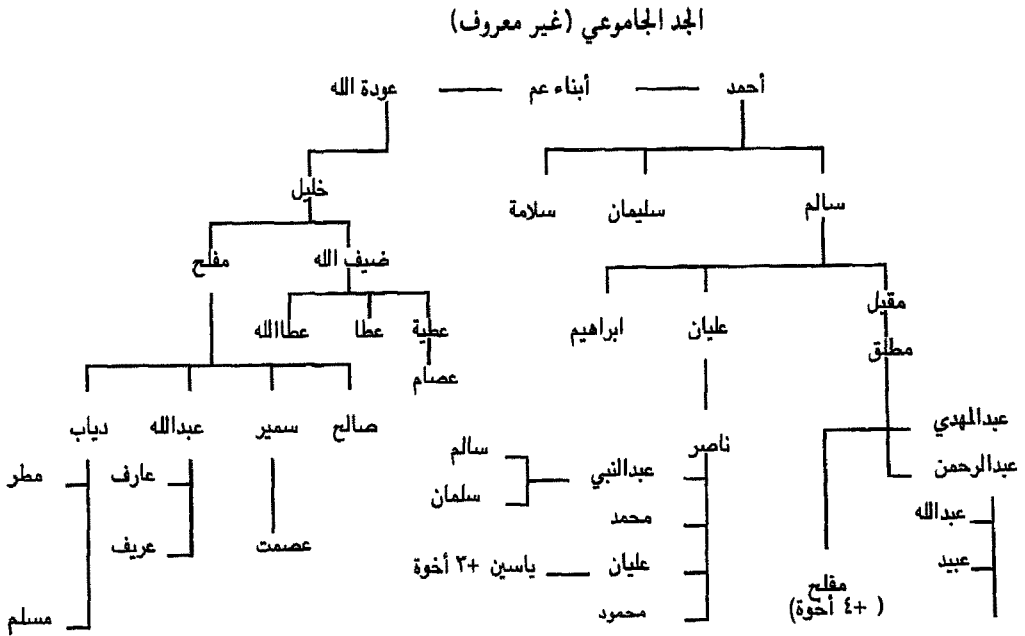 الجد الجاموعي (غير معروف)
أحمد أبناء عم عودة الله
سالم سليمان سلامة خليل
مقبل عليان ابراهيم ضيف الله مفلح
مطلق عطية عطا عطاالله
عصام
عبدالمهدي ناصر صالح سمير عبدالله دياب
عبدالرحمن عبدالنبي سالم عارف مطر
سلمان
عبدالله محمد
عبيد عليان ياسين +٣ أخوة عصمت عريف
مفلح محمود مسلم
( +٤ أخوة)